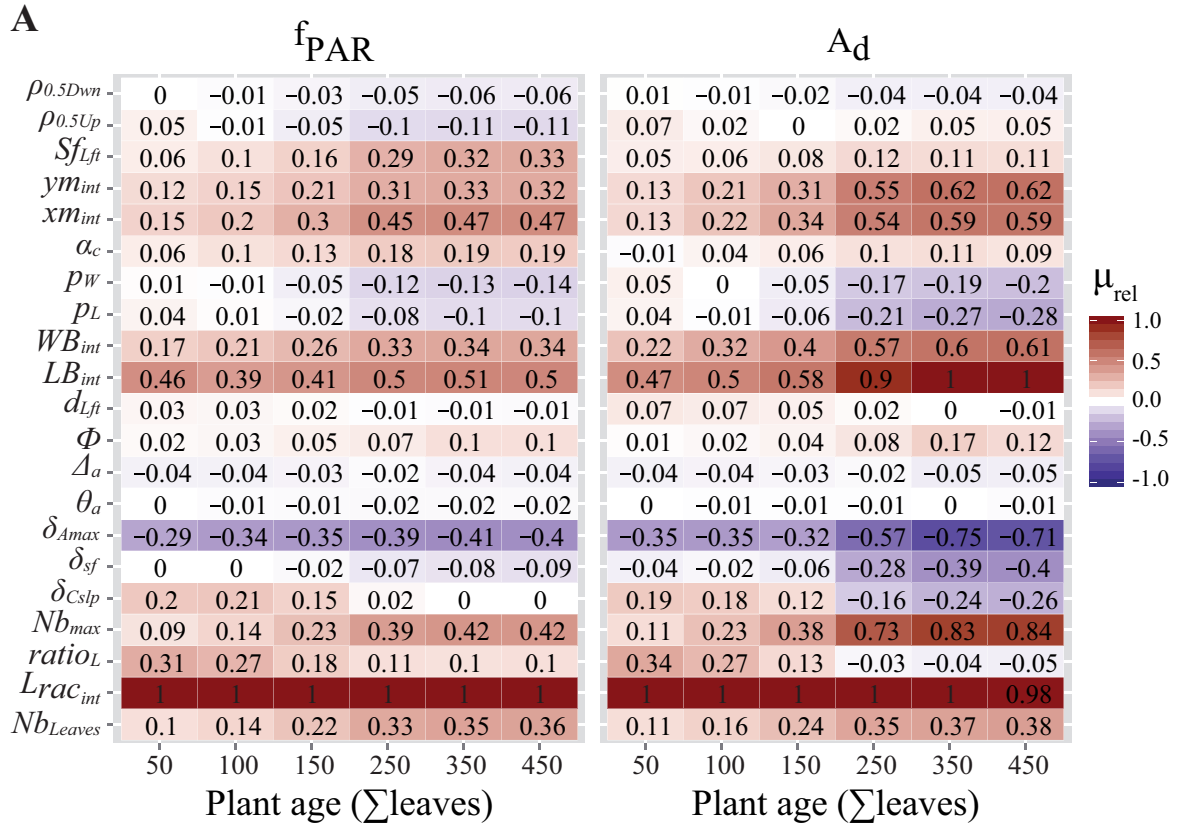 A
f_PAR A_d
ρ0.5Dwn 0 −0.01 −0.03 −0.05 −0.06 −0.06 0.01 −0.01 −0.02 −0.04 −0.04 −0.04
ρ0.5Up 0.05 −0.01 −0.05 −0.1 −0.11 −0.11 0.07 0.02 0 0.02 0.05 0.05
SfLft 0.06 0.1 0.16 0.29 0.32 0.33 0.05 0.06 0.08 0.12 0.11 0.11
ymint 0.12 0.15 0.21 0.31 0.33 0.32 0.13 0.21 0.31 0.55 0.62 0.62
xmint 0.15 0.2 0.3 0.45 0.47 0.47 0.13 0.22 0.34 0.54 0.59 0.59
αc 0.06 0.1 0.13 0.18 0.19 0.19 −0.01 0.04 0.06 0.1 0.11 0.09
pW 0.01 −0.01 −0.05 −0.12 −0.13 −0.14 0.05 0 −0.05 −0.17 −0.19 −0.2
pL 0.04 0.01 −0.02 −0.08 −0.1 −0.1 0.04 −0.01 −0.06 −0.21 −0.27 −0.28
WBint 0.17 0.21 0.26 0.33 0.34 0.34 0.22 0.32 0.4 0.57 0.6 0.61
LBint 0.46 0.39 0.41 0.5 0.51 0.5 0.47 0.5 0.58 0.9 1 1
dLft 0.03 0.03 0.02 −0.01 −0.01 −0.01 0.07 0.07 0.05 0.02 0 −0.01
Φ 0.02 0.03 0.05 0.07 0.1 0.1 0.01 0.02 0.04 0.08 0.17 0.12
Δa −0.04 −0.04 −0.03 −0.02 −0.04 −0.04 −0.04 −0.04 −0.03 −0.02 −0.05 −0.05
θa 0 −0.01 −0.01 −0.02 −0.02 −0.02 0 −0.01 −0.01 −0.01 0 −0.01
δAmax −0.29 −0.34 −0.35 −0.39 −0.41 −0.4 −0.35 −0.35 −0.32 −0.57 −0.75 −0.71
δsf 0 0 −0.02 −0.07 −0.08 −0.09 −0.04 −0.02 −0.06 −0.28 −0.39 −0.4
δCslp 0.2 0.21 0.15 0.02 0 0 0.19 0.18 0.12 −0.16 −0.24 −0.26
Nbmax 0.09 0.14 0.23 0.39 0.42 0.42 0.11 0.23 0.38 0.73 0.83 0.84
ratioL 0.31 0.27 0.18 0.11 0.1 0.1 0.34 0.27 0.13 −0.03 −0.04 −0.05
Lracint 1 1 1 1 1 1 1 1 1 1 1 0.98
NbLeaves 0.1 0.14 0.22 0.33 0.35 0.36 0.11 0.16 0.24 0.35 0.37 0.38
50 100 150 250 350 450 50 100 150 250 350 450
Plant age (∑leaves) Plant age (∑leaves)
μrel
1.0
0.5
0.0
-0.5
-1.0